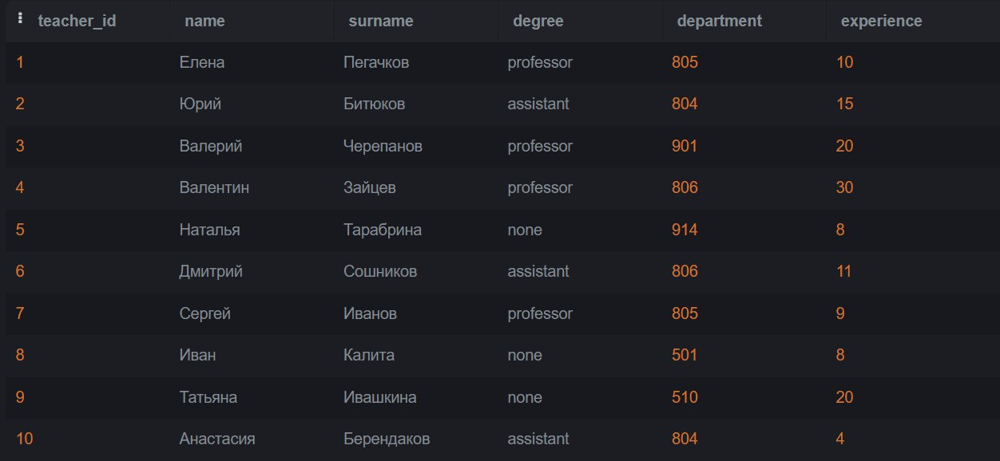 teacher_id name surname degree department experience
1 Елена Пегачков professor 805 10
2 Юрий Битюков assistant 804 15
3 Валерий Черепанов professor 901 20
4 Валентин Зайцев professor 806 30
5 Наталья Тарабрина none 914 8
6 Дмитрий Сошников assistant 806 11
7 Сергей Иванов professor 805 9
8 Иван Калита none 501 8
9 Татьяна Ивашкина none 510 20
10 Анастасия Берендаков assistant 804 4